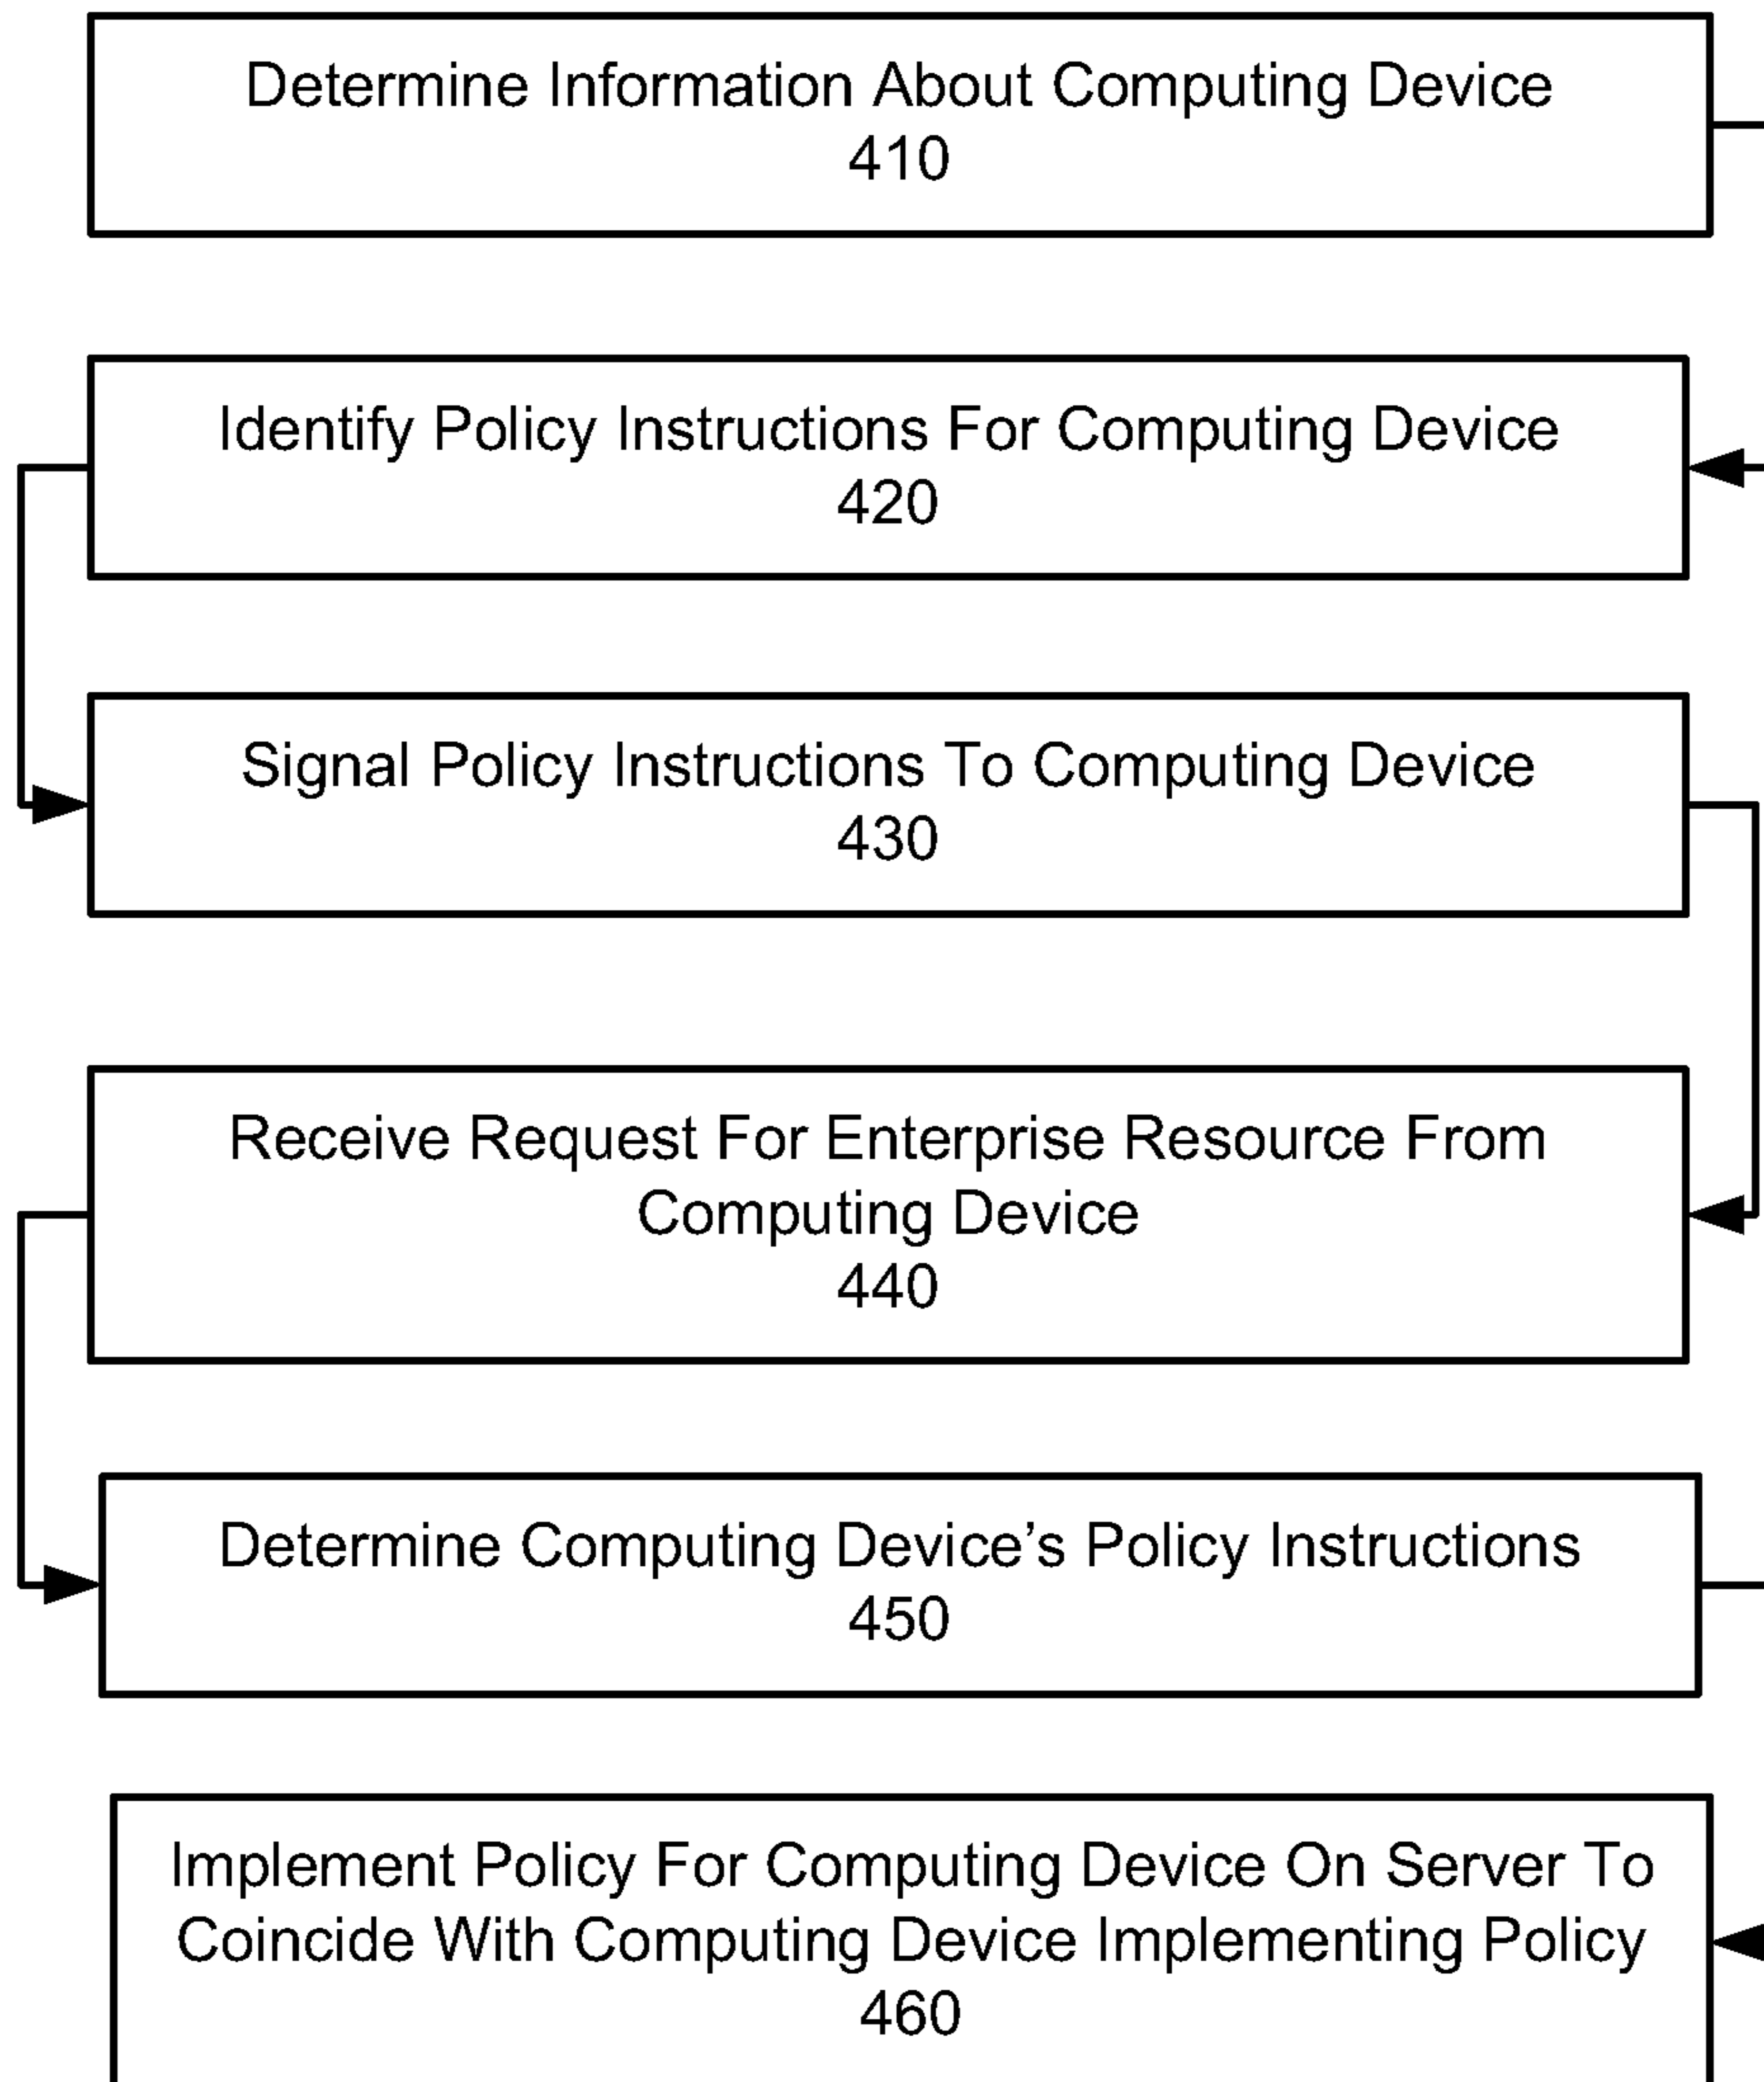 Determine Information About Computing Device
410
Identify Policy Instructions For Computing Device
420
Signal Policy Instructions To Computing Device
430
Receive Request For Enterprise Resource From
Computing Device
440
Determine Computing Device’s Policy Instructions
450
Implement Policy For Computing Device On Server To
Coincide With Computing Device Implementing Policy
460